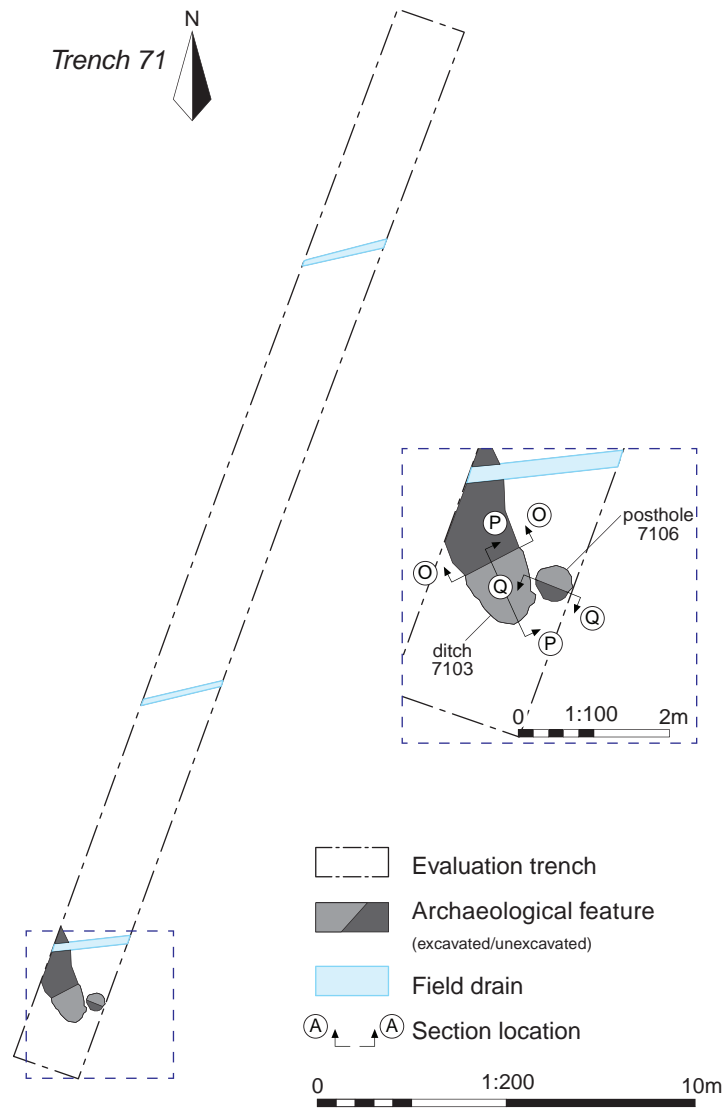 N
Trench 71
P
O
posthole
7106
O
Q
Q
P
ditch
7103
0 1:100 2m
Evaluation trench
Archaeological feature
(excavated/unexcavated)
Field drain
A A Section location
0 1:200 10m